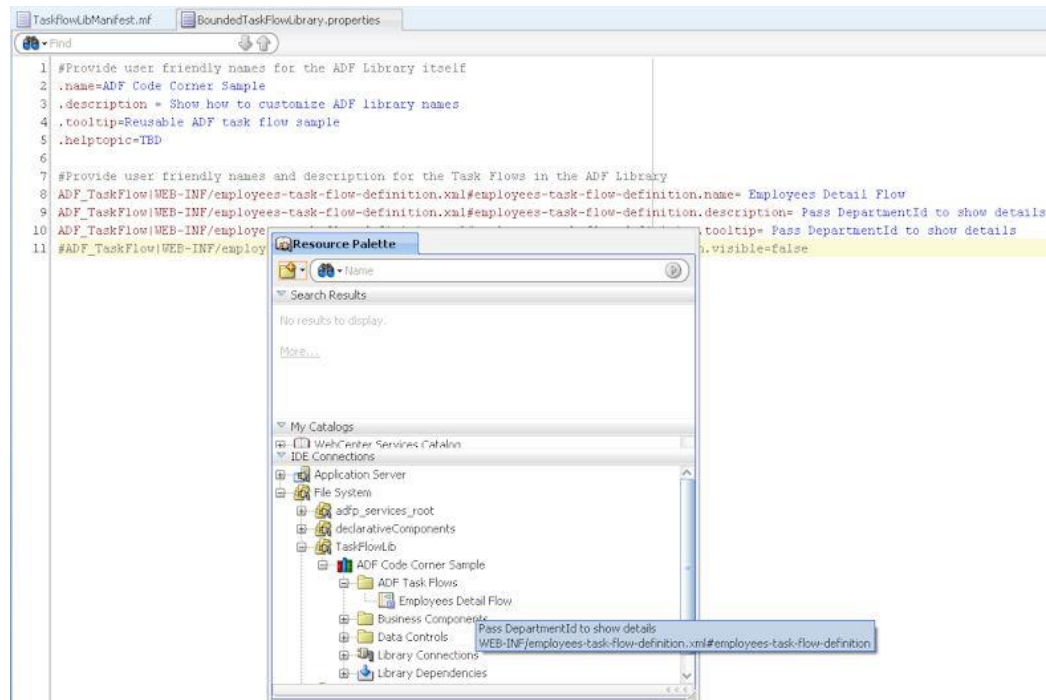 TaskflowLibManifest.mf
BoundedTaskFlowLibrary.properties
Find
1 #Provide user friendly names for the ADF Library itself
2 .name=ADF Code Corner Sample
3 .description = Show how to customize ADF library names
4 .tooltip=Reusable ADF task flow sample
5 .helptopic=TBD
6
7 #Provide user friendly names and description for the Task Flows in the ADF Library
8 ADF_TaskFlow|WEB-INF/employees-task-flow-definition.xml#employees-task-flow-definition.name= Employees Detail Flow
9 ADF_TaskFlow|WEB-INF/employees-task-flow-definition.xml#employees-task-flow-definition.description= Pass DepartmentId to show details
10 ADF_TaskFlow|WEB-INF/employe .tooltip= Pass DepartmentId to show details
11 #ADF_TaskFlow|WEB-INF/employ n.visible=false
Resource Palette
Name
Search Results
No results to display.
More...
My Catalogs
WebCenter Services Catalog
IDE Connections
Application Server
File System
adfp_services_root
declarativeComponents
TaskFlowLib
ADF Code Corner Sample
ADF Task Flows
Employees Detail Flow
Business Components
Pass DepartmentId to show details
Data Controls
WEB-INF/employees-task-flow-definition.xml#employees-task-flow-definition
Library Connections
Library Dependencies